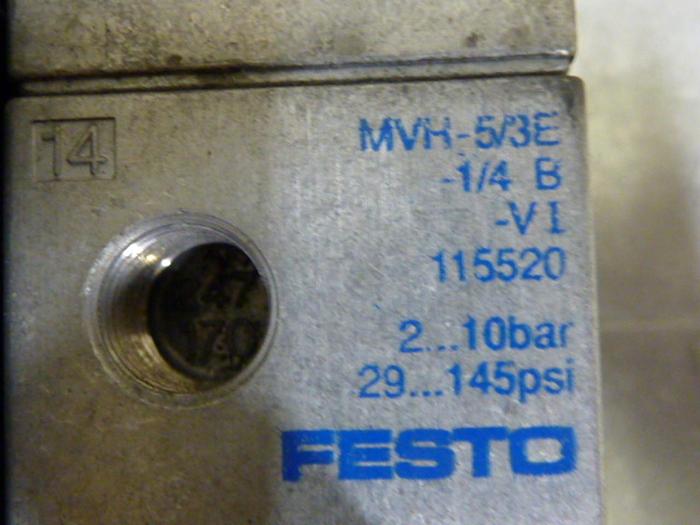 14
MVH-5/3E
-1/4 B
-VI
115520
2...10bar
29...145psi
FESTO